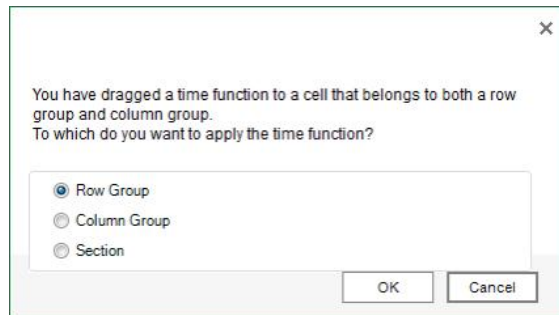 You have dragged a time function to a cell that belongs to both a row
group and column group.
To which do you want to apply the time function?
Row Group
Column Group
Section
OK Cancel